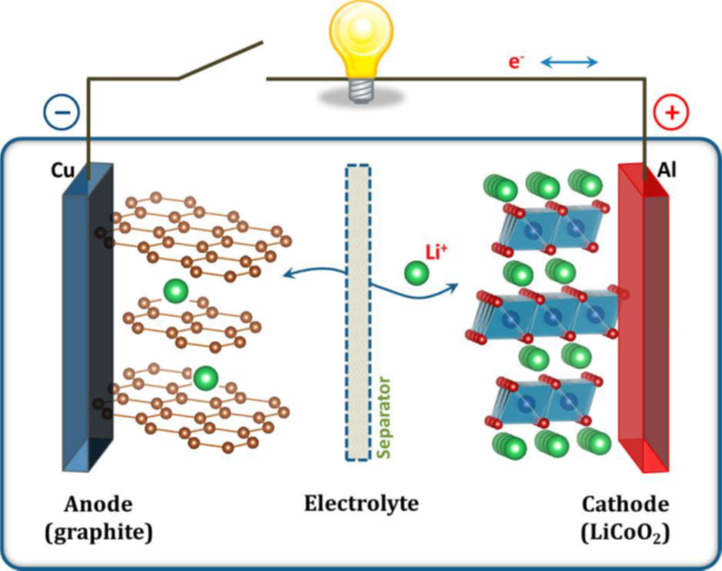 e⁻
−
+
Cu
Al
Li⁺
Separator
Anode
(graphite)
Electrolyte
Cathode
(LiCoO₂)